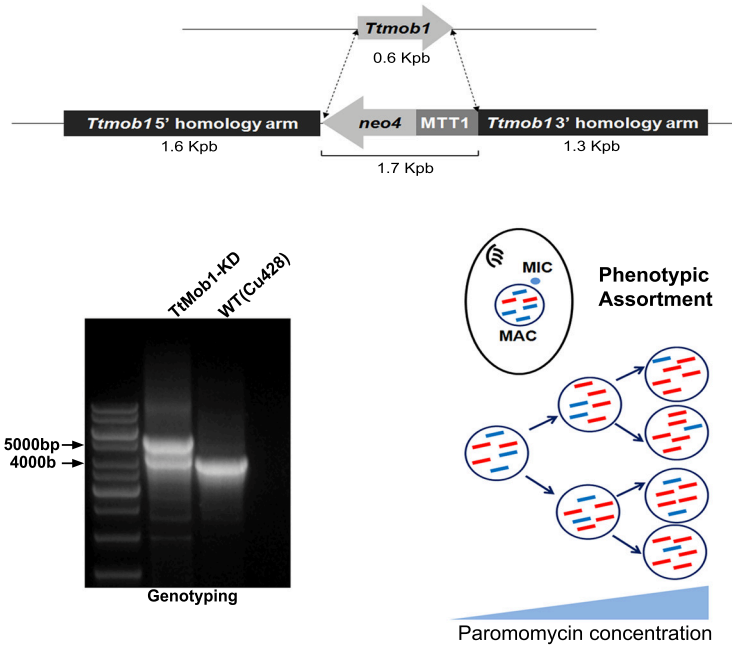 Ttmob1
0.6 Kpb
Ttmob1 5' homology arm
neo4
MTT1
Ttmob1 3' homology arm
1.6 Kpb
1.7 Kpb
1.3 Kpb
TtMob1-KD
WT(Cu428)
5000bp
4000b
Genotyping
MIC
MAC
Phenotypic
Assortment
Paromomycin concentration